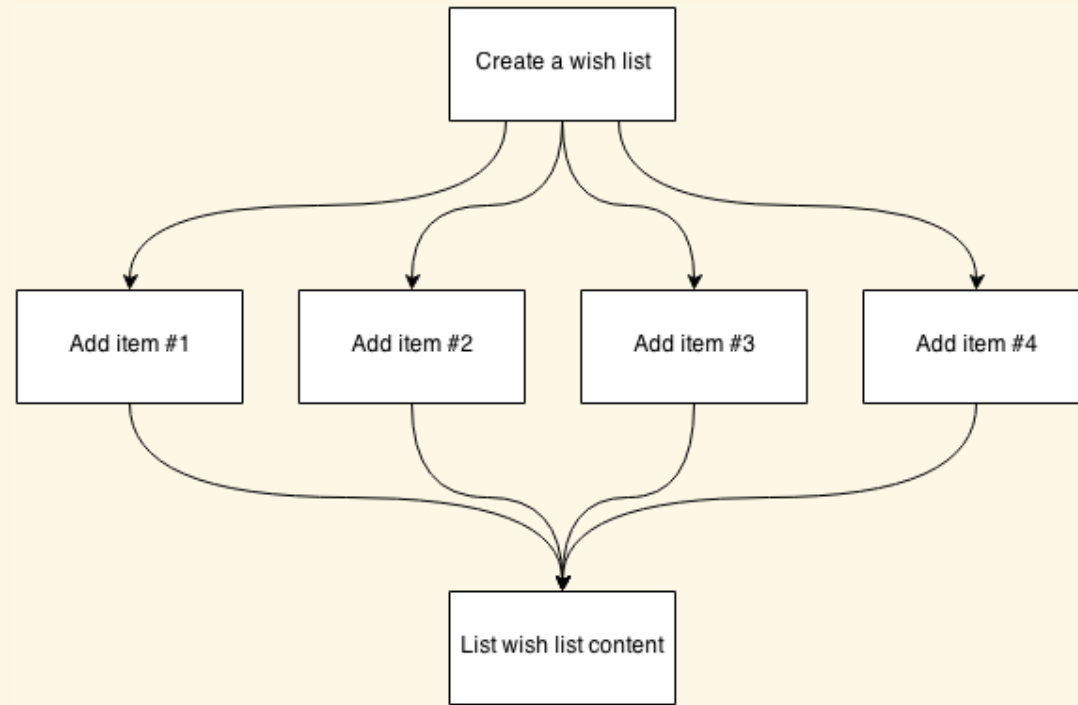 Create a wish list
Add item #1
Add item #2
Add item #3
Add item #4
List wish list content